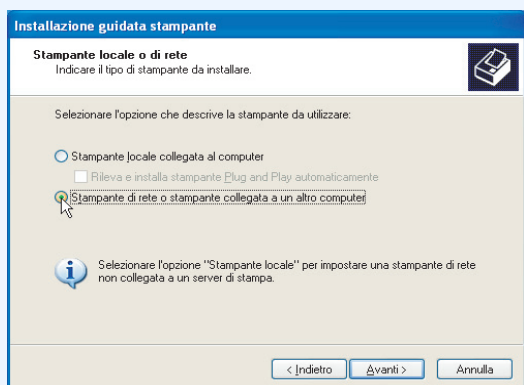 Installazione guidata stampante
Stampante locale o di rete
Indicare il tipo di stampante da installare.
Selezionare l'opzione che descrive la stampante da utilizzare:
Stampante locale collegata al computer
Rileva e installa stampante Plug and Play automaticamente
Stampante di rete o stampante collegata a un altro computer
Selezionare l'opzione "Stampante locale" per impostare una stampante di rete
non collegata a un server di stampa.
< Indietro Avanti > Annulla